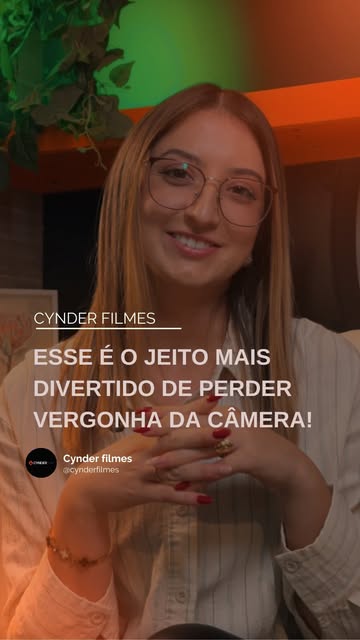 CYNDER FILMES
ESSE É O JEITO MAIS
DIVERTIDO DE PERDER
VERGONHA DA CÂMERA!
Cynder filmes
@cynderfilmes